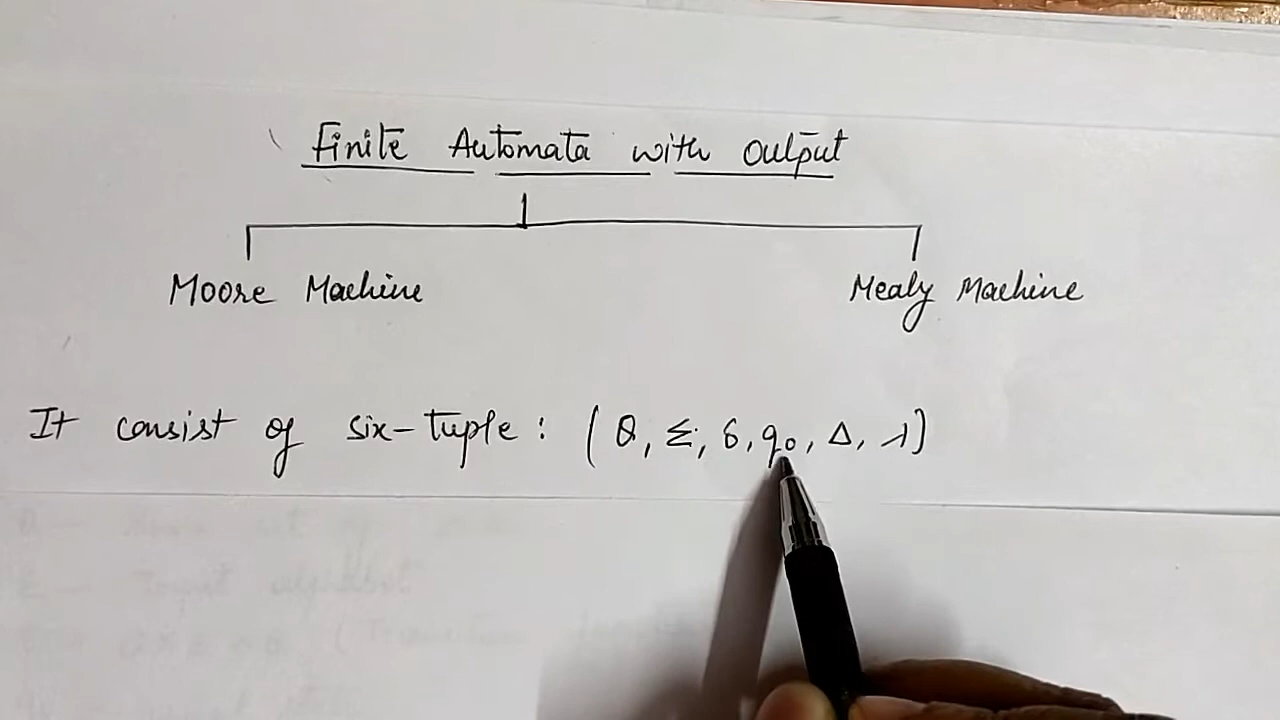 Finite Automata with Output
Moore Machine
Mealy Machine
It consist of six-tuple: (Q, Σ, δ, q₀, Δ, λ)